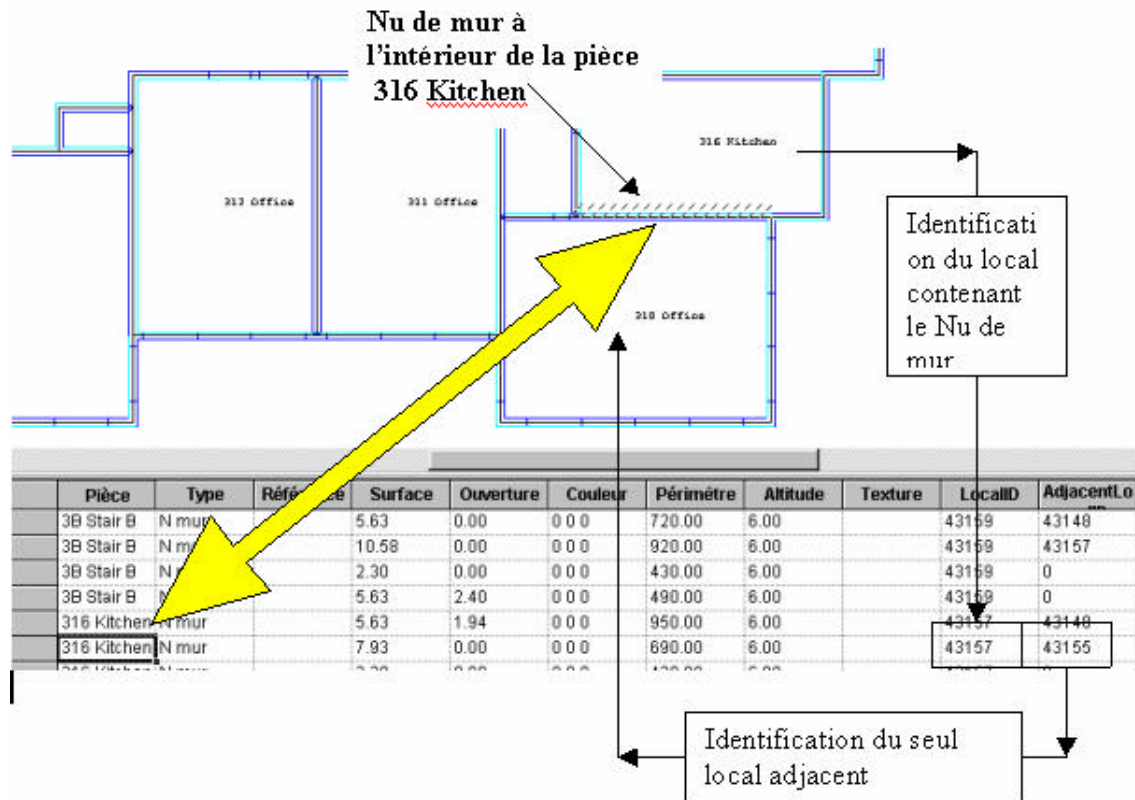 Nu de mur à
l'intérieur de la pièce
316 Kitchen
316 Kitchen
312 Office
311 Office
310 Office
Identificati
on du local
contenant
le Nu de
mur
Pièce Type Surface Ouverture Couleur Périmètre Altitude Texture LocalID AdjacentLo
3B Stair B N mur 5.63 0.00 0 0 0 720.00 6.00 43159 43148
3B Stair B N 10.58 0.00 0 0 0 920.00 6.00 43159 43157
3B Stair B N 2.30 0.00 0 0 0 430.00 6.00 43159 0
3B Stair B 5.63 2.40 0 0 0 490.00 6.00 43159 0
316 Kitchen N mur 5.63 1.94 0 0 0 950.00 6.00 43157 43148
316 Kitchen N mur 7.93 0.00 0 0 0 690.00 6.00 43157 43155
Identification du seul
local adjacent